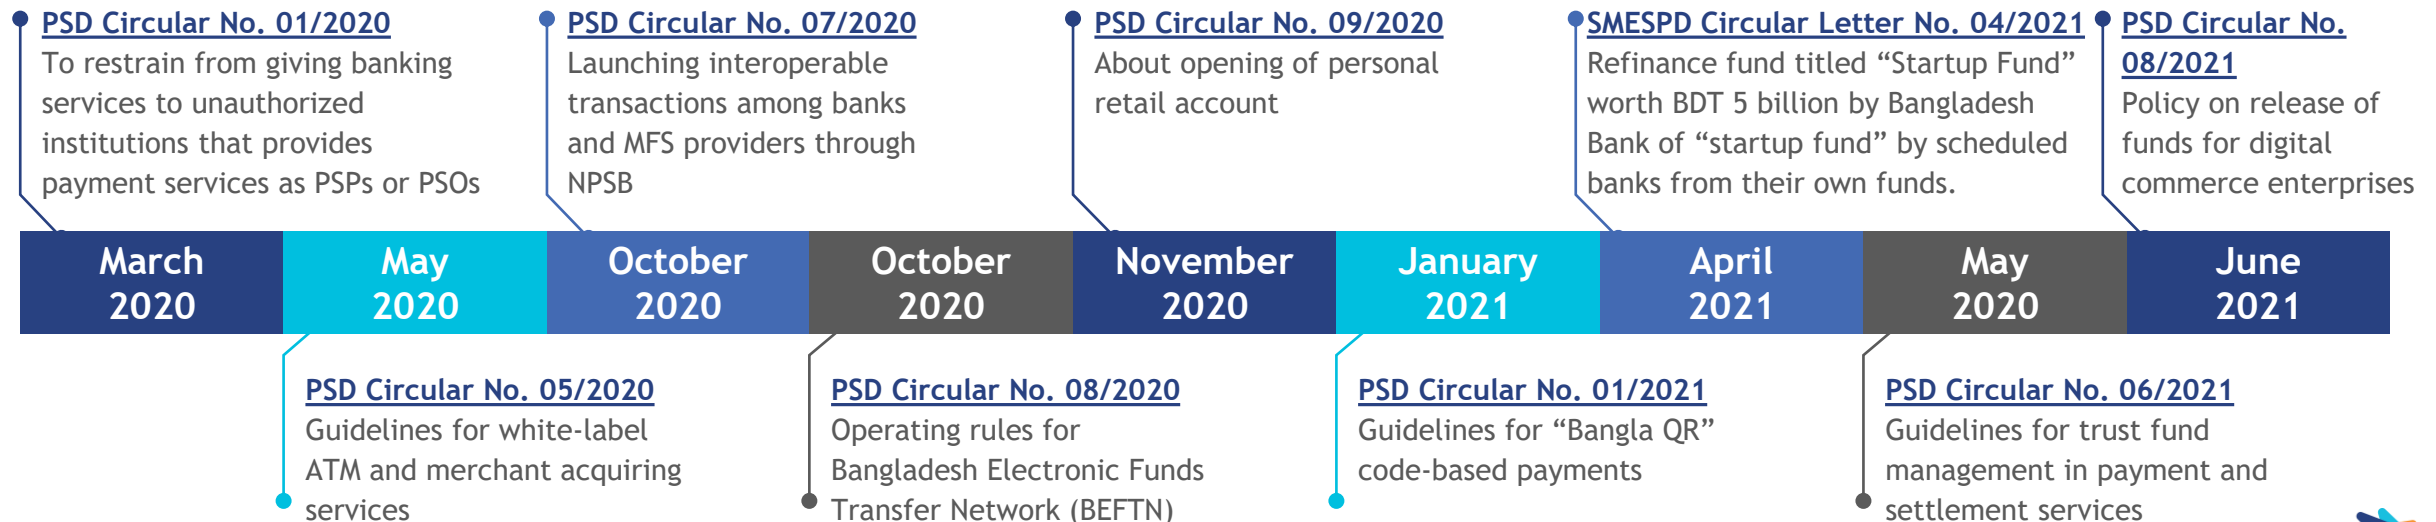 PSD Circular No. 01/2020
To restrain from giving banking
services to unauthorized
institutions that provides
payment services as PSPs or PSOs
PSD Circular No. 07/2020
Launching interoperable
transactions among banks
and MFS providers through
NPSB
PSD Circular No. 09/2020
About opening of personal
retail account
SMESPD Circular Letter No. 04/2021
Refinance fund titled “Startup Fund”
worth BDT 5 billion by Bangladesh
Bank of “startup fund” by scheduled
banks from their own funds.
PSD Circular No.
08/2021
Policy on release of
funds for digital
commerce enterprises
March
2020
May
2020
October
2020
October
2020
November
2020
January
2021
April
2021
May
2020
June
2021
PSD Circular No. 05/2020
Guidelines for white-label
ATM and merchant acquiring
services
PSD Circular No. 08/2020
Operating rules for
Bangladesh Electronic Funds
Transfer Network (BEFTN)
PSD Circular No. 01/2021
Guidelines for “Bangla QR”
code-based payments
PSD Circular No. 06/2021
Guidelines for trust fund
management in payment and
settlement services